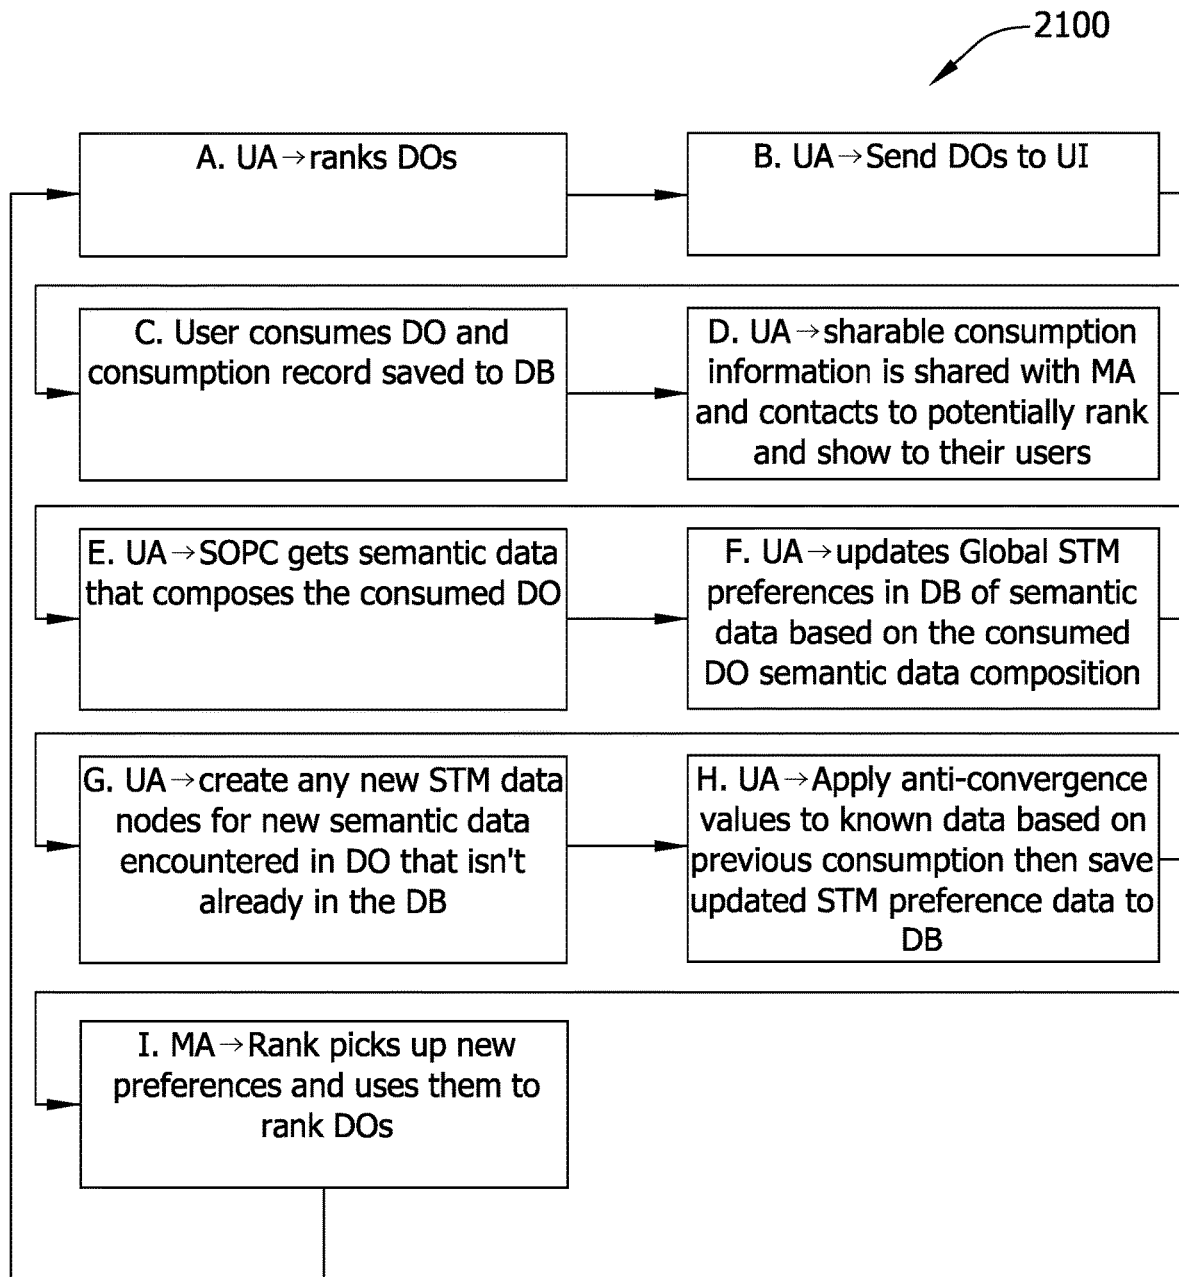 2100
A. UA→ranks DOs
B. UA→Send DOs to UI
C. User consumes DO and
consumption record saved to DB
D. UA→sharable consumption
information is shared with MA
and contacts to potentially rank
and show to their users
E. UA→SOPC gets semantic data
that composes the consumed DO
F. UA→updates Global STM
preferences in DB of semantic
data based on the consumed
DO semantic data composition
G. UA→create any new STM data
nodes for new semantic data
encountered in DO that isn't
already in the DB
H. UA→Apply anti-convergence
values to known data based on
previous consumption then save
updated STM preference data to
DB
I. MA→Rank picks up new
preferences and uses them to
rank DOs